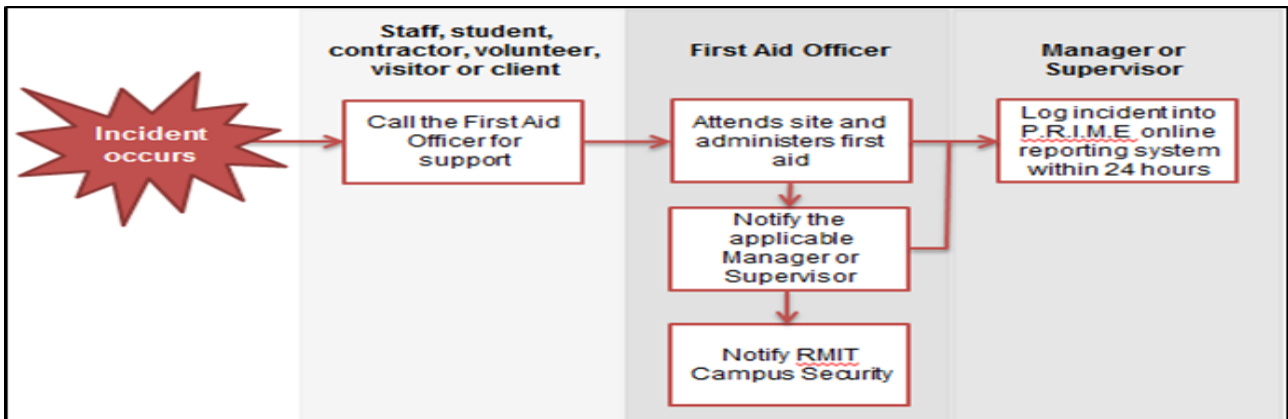 Staff, student,
contractor, volunteer,
visitor or client
First Aid Officer
Manager or
Supervisor
Incident
occurs
Call the First Aid
Officer for
support
Attends site and
administers first
aid
Log incident into
P.R.I.M.E online
reporting system
within 24 hours
Notify the
applicable
Manager or
Supervisor
Notify RMIT
Campus Security